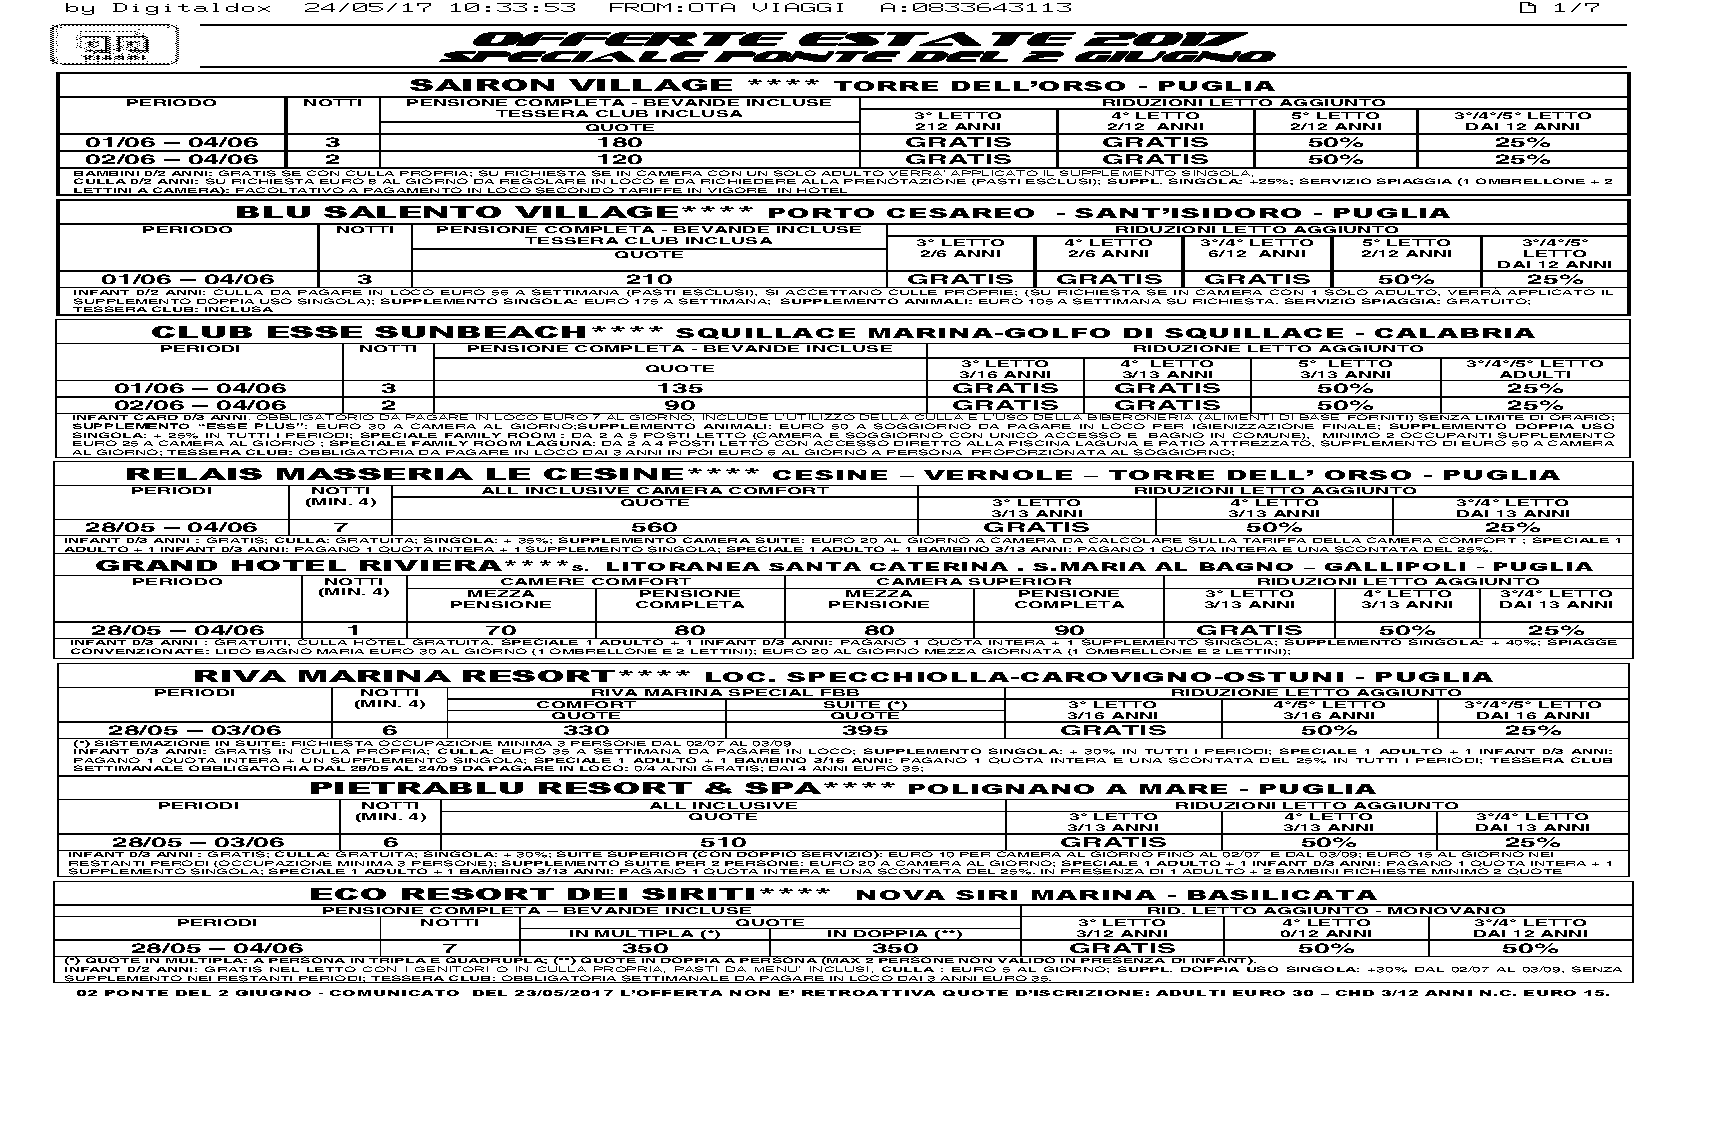 by Digitaldox 24/05/17 10:33:53 FROM:OTA VIAGGI A:0833643113 1/7
OFFERTE ESTATE 2017
SPECIALE PONTE DEL 2 GIUGNO
VIAGGI
SAIRON VILLAGE **** TORRE DELL'ORSO - PUGLIA
PERIODO NOTTI PENSIONE COMPLETA - BEVANDE INCLUSE RIDUZIONI LETTO AGGIUNTO
TESSERA CLUB INCLUSA 3° LETTO 4° LETTO 5° LETTO 3°/4°/5° LETTO
QUOTE 212 ANNI 2/12 ANNI 2/12 ANNI DAI 12 ANNI
01/06 – 04/06 3 180 GRATIS GRATIS 50% 25%
02/06 – 04/06 2 120 GRATIS GRATIS 50% 25%
BAMBINI 0/2 ANNI: GRATIS SE CON CULLA PROPRIA; SU RICHIESTA SE IN CAMERA CON UN SOLO ADULTO VERRA' APPLICATO IL SUPPLEMENTO SINGOLA.
CULLA 0/2 ANNI: SU RICHIESTA EURO 8 AL GIORNO DA REGOLARE IN LOCO E DA RICHIEDERE ALLA PRENOTAZIONE (PASTI ESCLUSI); SUPPL. SINGOLA: +25%; SERVIZIO SPIAGGIA (1 OMBRELLONE + 2
LETTINI A CAMERA): FACOLTATIVO A PAGAMENTO IN LOCO SECONDO TARIFFE IN VIGORE IN HOTEL
BLU SALENTO VILLAGE**** PORTO CESAREO - SANT'ISIDORO - PUGLIA
PERIODO NOTTI PENSIONE COMPLETA - BEVANDE INCLUSE RIDUZIONI LETTO AGGIUNTO
TESSERA CLUB INCLUSA 3° LETTO 4° LETTO 3°/4° LETTO 5° LETTO 3°/4°/5°
QUOTE 2/6 ANNI 2/6 ANNI 6/12 ANNI 2/12 ANNI LETTO
DAI 12 ANNI
01/06 – 04/06 3 210 GRATIS GRATIS GRATIS 50% 25%
INFANT 0/2 ANNI: CULLA DA PAGARE IN LOCO EURO 56 A SETTIMANA (PASTI ESCLUSI), SI ACCETTANO CULLE PROPRIE; (SU RICHIESTA SE IN CAMERA CON 1 SOLO ADULTO, VERRÀ APPLICATO IL
SUPPLEMENTO DOPPIA USO SINGOLA); SUPPLEMENTO SINGOLA: EURO 175 A SETTIMANA; SUPPLEMENTO ANIMALI: EURO 105 A SETTIMANA SU RICHIESTA. SERVIZIO SPIAGGIA: GRATUITO;
TESSERA CLUB: INCLUSA
CLUB ESSE SUNBEACH**** SQUILLACE MARINA-GOLFO DI SQUILLACE - CALABRIA
PERIODI NOTTI PENSIONE COMPLETA - BEVANDE INCLUSE RIDUZIONE LETTO AGGIUNTO
QUOTE 3° LETTO 4° LETTO 5° LETTO 3°/4°/5° LETTO
3/16 ANNI 3/13 ANNI 3/13 ANNI ADULTI
01/06 – 04/06 3 135 GRATIS GRATIS 50% 25%
02/06 – 04/06 2 90 GRATIS GRATIS 50% 25%
INFANT CARD 0/3 ANNI: OBBLIGATORIO DA PAGARE IN LOCO EURO 7 AL GIORNO, INCLUDE L'UTILIZZO DELLA CULLA E L'USO DELLA BIBERONERIA (ALIMENTI DI BASE FORNITI) SENZA LIMITE DI ORARIO;
SUPPLEMENTO "ESSE PLUS": EURO 30 A CAMERA AL GIORNO;SUPPLEMENTO ANIMALI: EURO 50 A SOGGIORNO DA PAGARE IN LOCO PER IGIENIZZAZIONE FINALE; SUPPLEMENTO DOPPIA USO
SINGOLA: + 25% IN TUTTI I PERIODI; SPECIALE FAMILY ROOM : DA 2 A 5 POSTI LETTO (CAMERA E SOGGIORNO CON UNICO ACCESSO E BAGNO IN COMUNE), MINIMO 2 OCCUPANTI SUPPLEMENTO
EURO 25 A CAMERA AL GIORNO ; SPECIALE FAMILY ROOM LAGUNA: DA 2 A 4 POSTI LETTO CON ACCESSO DIRETTO ALLA PISCINA LAGUNA E PATIO ATTREZZATO, SUPPLEMENTO DI EURO 50 A CAMERA
AL GIORNO; TESSERA CLUB: OBBLIGATORIA DA PAGARE IN LOCO DAI 3 ANNI IN POI EURO 6 AL GIORNO A PERSONA PROPORZIONATA AL SOGGIORNO;
RELAIS MASSERIA LE CESINE**** CESINE – VERNOLE – TORRE DELL' ORSO - PUGLIA
PERIODI NOTTI ALL INCLUSIVE CAMERA COMFORT RIDUZIONI LETTO AGGIUNTO
(MIN. 4) QUOTE 3° LETTO 4° LETTO 3°/4° LETTO
3/13 ANNI 3/13 ANNI DAI 13 ANNI
28/05 – 04/06 7 560 GRATIS 50% 25%
INFANT 0/3 ANNI : GRATIS; CULLA: GRATUITA; SINGOLA: + 35%; SUPPLEMENTO CAMERA SUITE: EURO 20 AL GIORNO A CAMERA DA CALCOLARE SULLA TARIFFA DELLA CAMERA COMFORT ; SPECIALE 1
ADULTO + 1 INFANT 0/3 ANNI: PAGANO 1 QUOTA INTERA + 1 SUPPLEMENTO SINGOLA; SPECIALE 1 ADULTO + 1 BAMBINO 3/13 ANNI: PAGANO 1 QUOTA INTERA E UNA SCONTATA DEL 25%.
GRAND HOTEL RIVIERA****s. LITORANEA SANTA CATERINA . S.MARIA AL BAGNO – GALLIPOLI - PUGLIA
PERIODO NOTTI CAMERE COMFORT CAMERA SUPERIOR RIDUZIONI LETTO AGGIUNTO
(MIN. 4) MEZZA PENSIONE MEZZA PENSIONE 3° LETTO 4° LETTO 3°/4° LETTO
PENSIONE COMPLETA PENSIONE COMPLETA 3/13 ANNI 3/13 ANNI DAI 13 ANNI
28/05 – 04/06 1 70 80 80 90 GRATIS 50% 25%
INFANT 0/3 ANNI : GRATUITI, CULLA HOTEL GRATUITA, SPECIALE 1 ADULTO + 1 INFANT 0/3 ANNI: PAGANO 1 QUOTA INTERA + 1 SUPPLEMENTO SINGOLA; SUPPLEMENTO SINGOLA: + 40%; SPIAGGE
CONVENZIONATE: LIDO BAGNO MARIA EURO 30 AL GIORNO (1 OMBRELLONE E 2 LETTINI); EURO 20 AL GIORNO MEZZA GIORNATA (1 OMBRELLONE E 2 LETTINI);
RIVA MARINA RESORT**** LOC. SPECCHIOLLA-CAROVIGNO-OSTUNI - PUGLIA
PERIODI NOTTI RIVA MARINA SPECIAL FBB RIDUZIONE LETTO AGGIUNTO
(MIN. 4) COMFORT SUITE (*) 3° LETTO 4°/5° LETTO 3°/4°/5° LETTO
QUOTE QUOTE 3/16 ANNI 3/16 ANNI DAI 16 ANNI
28/05 – 03/06 6 330 395 GRATIS 50% 25%
(*) SISTEMAZIONE IN SUITE: RICHIESTA OCCUPAZIONE MINIMA 3 PERSONE DAL 02/07 AL 03/09
INFANT 0/3 ANNI: GRATIS IN CULLA PROPRIA; CULLA: EURO 35 A SETTIMANA DA PAGARE IN LOCO; SUPPLEMENTO SINGOLA: + 30% IN TUTTI I PERIODI; SPECIALE 1 ADULTO + 1 INFANT 0/3 ANNI:
PAGANO 1 QUOTA INTERA + UN SUPPLEMENTO SINGOLA; SPECIALE 1 ADULTO + 1 BAMBINO 3/16 ANNI: PAGANO 1 QUOTA INTERA E UNA SCONTATA DEL 25% IN TUTTI I PERIODI; TESSERA CLUB
SETTIMANALE OBBLIGATORIA DAL 28/05 AL 24/09 DA PAGARE IN LOCO: 0/4 ANNI GRATIS; DAI 4 ANNI EURO 35;
PIETRABLU RESORT & SPA**** POLIGNANO A MARE - PUGLIA
PERIODI NOTTI ALL INCLUSIVE RIDUZIONI LETTO AGGIUNTO
(MIN. 4) QUOTE 3° LETTO 4° LETTO 3°/4° LETTO
3/13 ANNI 3/13 ANNI DAI 13 ANNI
28/05 – 03/06 6 510 GRATIS 50% 25%
INFANT 0/3 ANNI : GRATIS; CULLA: GRATUITA; SINGOLA: + 30%; SUITE SUPERIOR (CON DOPPIO SERVIZIO): EURO 10 PER CAMERA AL GIORNO FINO AL 02/07 E DAL 03/09; EURO 15 AL GIORNO NEI
RESTANTI PERIODI (OCCUPAZIONE MINIMA 3 PERSONE); SUPPLEMENTO SUITE PER 2 PERSONE: EURO 20 A CAMERA AL GIORNO; SPECIALE 1 ADULTO + 1 INFANT 0/3 ANNI: PAGANO 1 QUOTA INTERA + 1
SUPPLEMENTO SINGOLA; SPECIALE 1 ADULTO + 1 BAMBINO 3/13 ANNI: PAGANO 1 QUOTA INTERA E UNA SCONTATA DEL 25%. IN PRESENZA DI 1 ADULTO + 2 BAMBINI RICHIESTE MINIMO 2 QUOTE
ECO RESORT DEI SIRITI**** NOVA SIRI MARINA - BASILICATA
PENSIONE COMPLETA – BEVANDE INCLUSE RID. LETTO AGGIUNTO - MONOVANO
PERIODI NOTTI QUOTE 3° LETTO 4° LETTO 3°/4° LETTO
IN MULTIPLA (*) IN DOPPIA (**) 3/12 ANNI 0/12 ANNI DAI 12 ANNI
28/05 – 04/06 7 350 350 GRATIS 50% 50%
(*) QUOTE IN MULTIPLA: A PERSONA IN TRIPLA E QUADRUPLA; (**) QUOTE IN DOPPIA A PERSONA (MAX 2 PERSONE NON VALIDO IN PRESENZA DI INFANT).
INFANT 0/2 ANNI: GRATIS NEL LETTO CON I GENITORI O IN CULLA PROPRIA, PASTI DA MENU' INCLUSI, CULLA : EURO 5 AL GIORNO; SUPPL. DOPPIA USO SINGOLA: +30% DAL 02/07 AL 03/09, SENZA
SUPPLEMENTO NEI RESTANTI PERIODI; TESSERA CLUB: OBBLIGATORIA SETTIMANALE DA PAGARE IN LOCO DAI 3 ANNI EURO 35.
02 PONTE DEL 2 GIUGNO - COMUNICATO DEL 23/05/2017 L'OFFERTA NON E' RETROATTIVA QUOTE D'ISCRIZIONE: ADULTI EURO 30 – CHD 3/12 ANNI N.C. EURO 15.